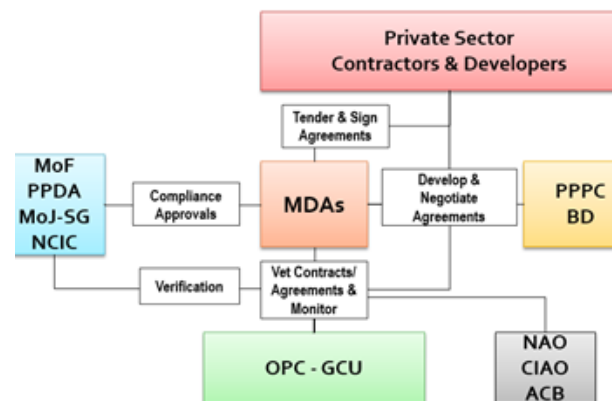 Private Sector
Contractors & Developers
Tender & Sign
Agreements
MoF
PPDA
MoJ-SG
NCIC
Compliance
Approvals
MDAs
Develop &
Negotiate
Agreements
PPPC
BD
Verification
Vet Contracts/
Agreements &
Monitor
OPC - GCU
NAO
CIAO
ACB